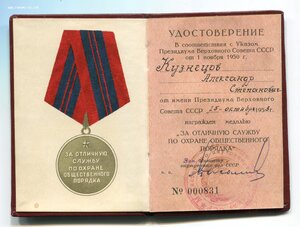 ЗА ОТЛИЧНУЮ
СЛУЖБУ
ПО ОХРАНЕ
ОБЩЕСТВЕННОГО
ПОРЯДКА
УДОСТОВЕРЕНИЕ
В соответствии с Указом
Президиума Верховного Совета СССР
от 1 ноября 1950 г.
Кузнецов
Александр
Степанович
от имени Президиума Верховного
Совета СССР
награжден медалью
„ЗА ОТЛИЧНУЮ СЛУЖБУ
ПО ОХРАНЕ ОБЩЕСТВЕННОГО
ПОРЯДКА"
№ 000831